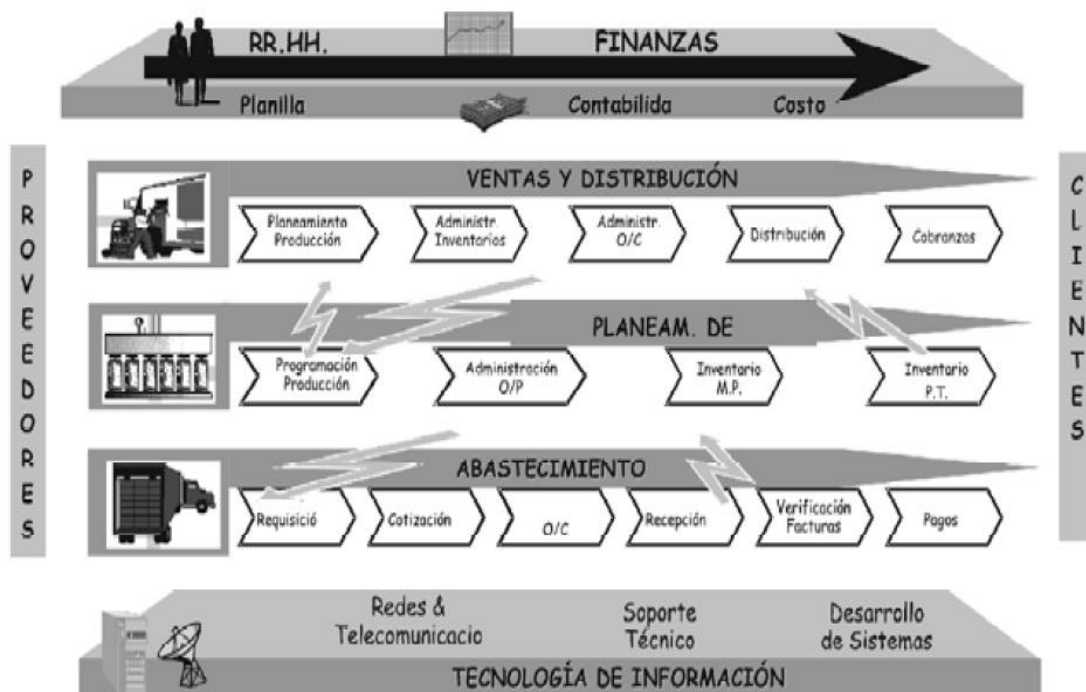 RR.HH. FINANZAS
Planilla Contabilida Costo
PROVEEDORES
VENTAS Y DISTRIBUCIÓN
Planeamiento
Producción
Administr.
Inventarios
Administr.
O/C
Distribución
Cobranzas
PLANEAM. DE
Programación
Producción
Administración
O/P
Inventario
M.P.
Inventario
P.T.
ABASTECIMIENTO
Requisició
Cotización
O/C
Recepción
Verificación
Facturas
Pagos
CLIENTES
Redes &
Telecomunicacio
Soporte
Técnico
Desarrollo
de Sistemas
TECNOLOGÍA DE INFORMACIÓN